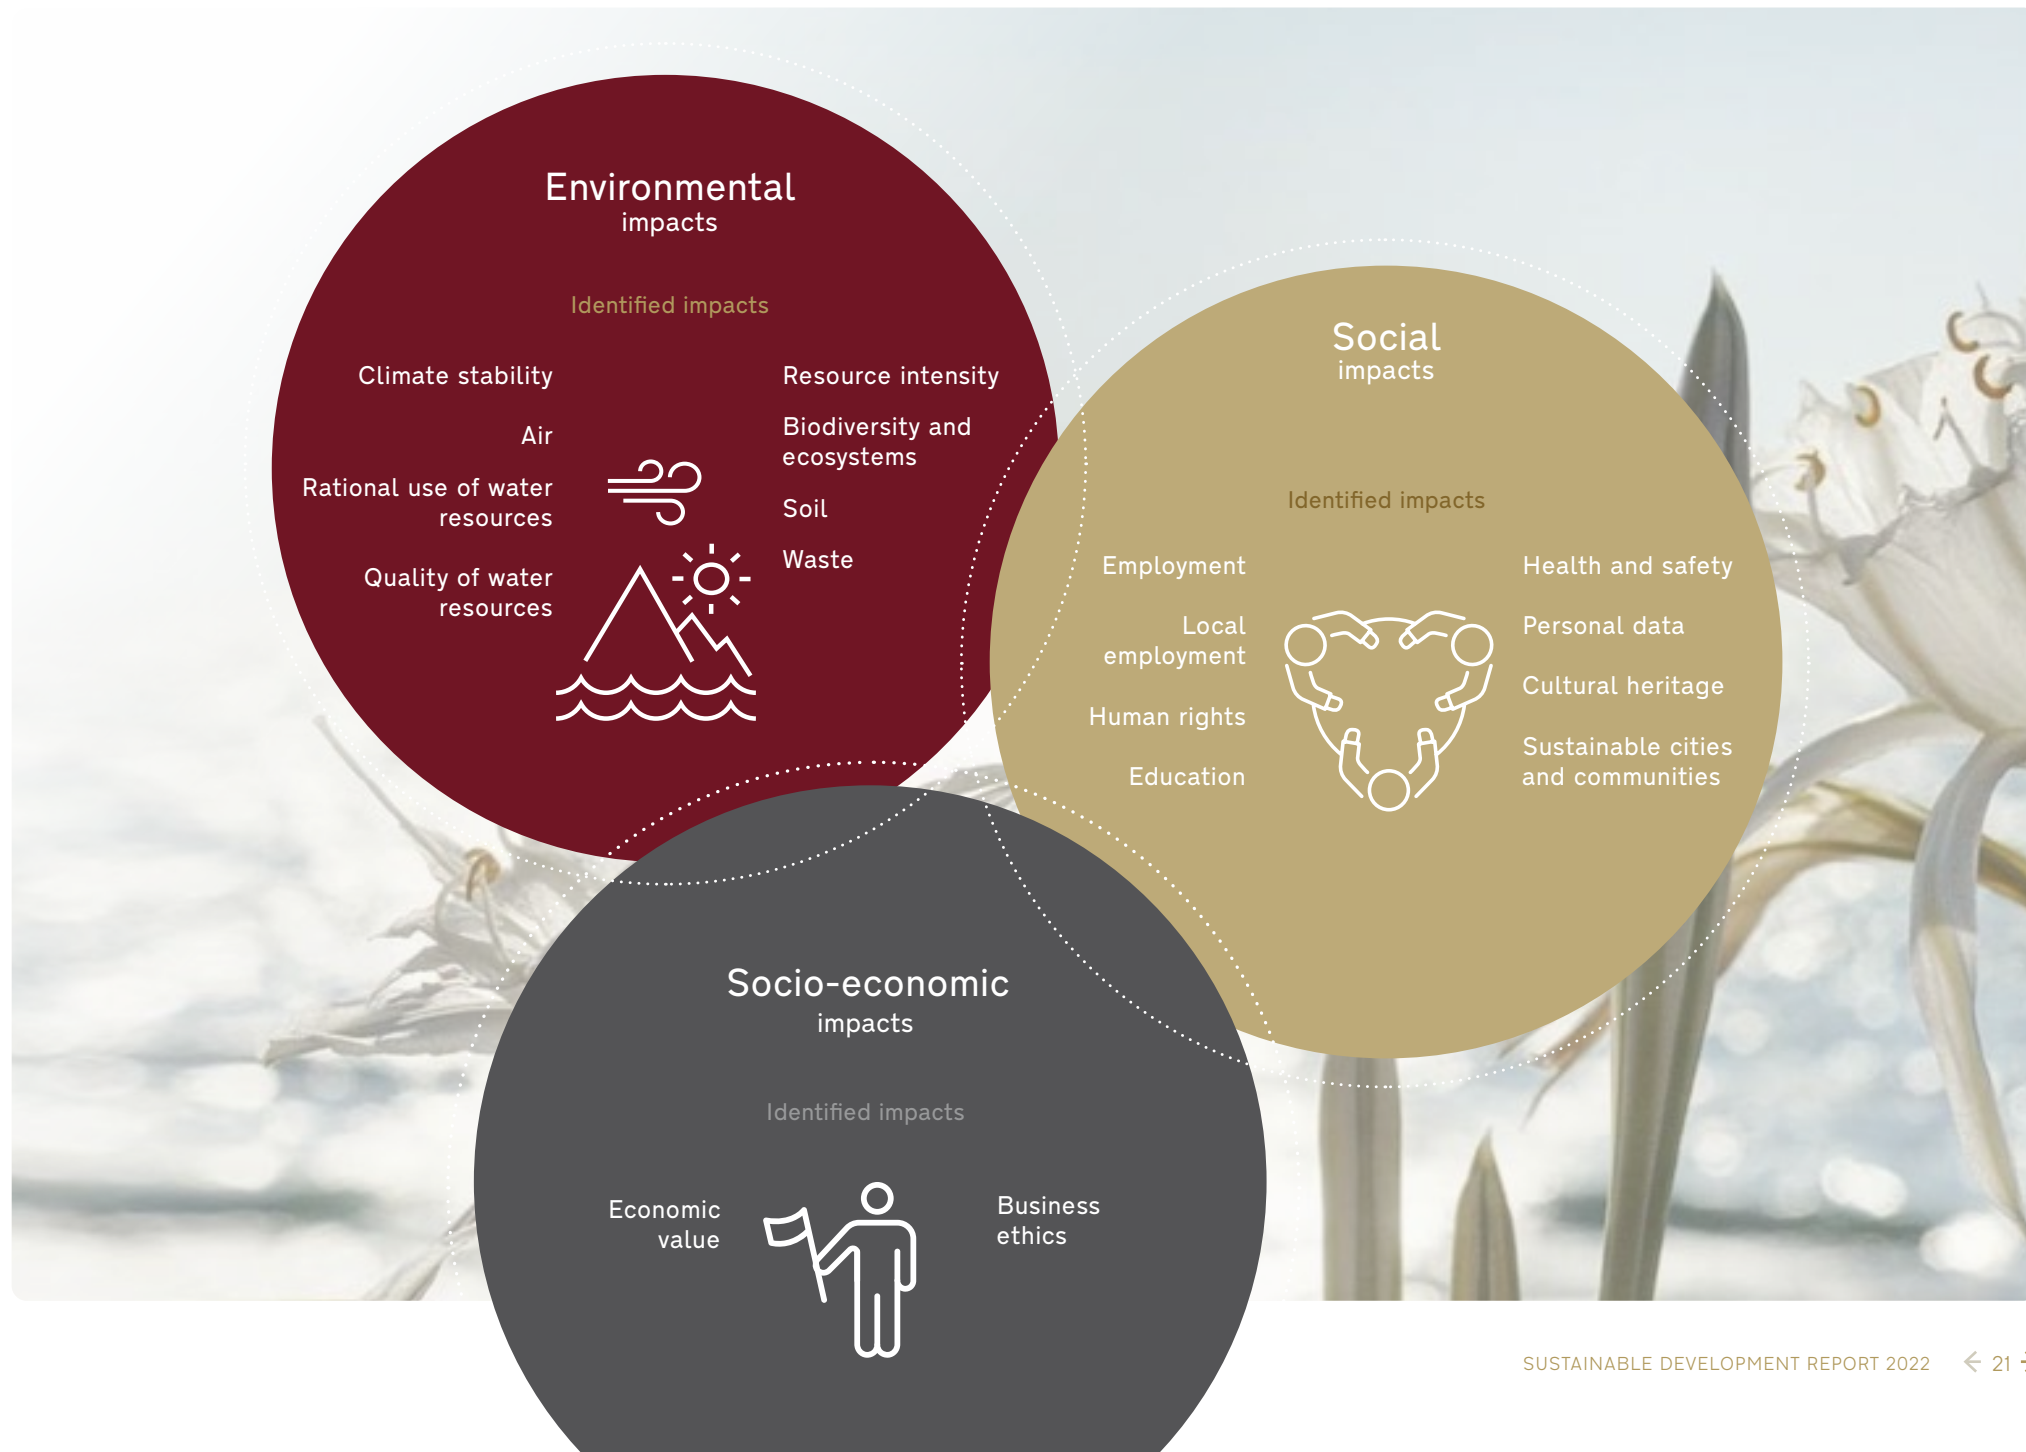 Environmental
impacts
Identified impacts
Climate stability
Air
Rational use of water
resources
Quality of water
resources
Resource intensity
Biodiversity and
ecosystems
Soil
Waste
Social
impacts
Identified impacts
Employment
Local
employment
Human rights
Education
Health and safety
Personal data
Cultural heritage
Sustainable cities
and communities
Socio-economic
impacts
Identified impacts
Economic
value
Business
ethics
SUSTAINABLE DEVELOPMENT REPORT 2022 21